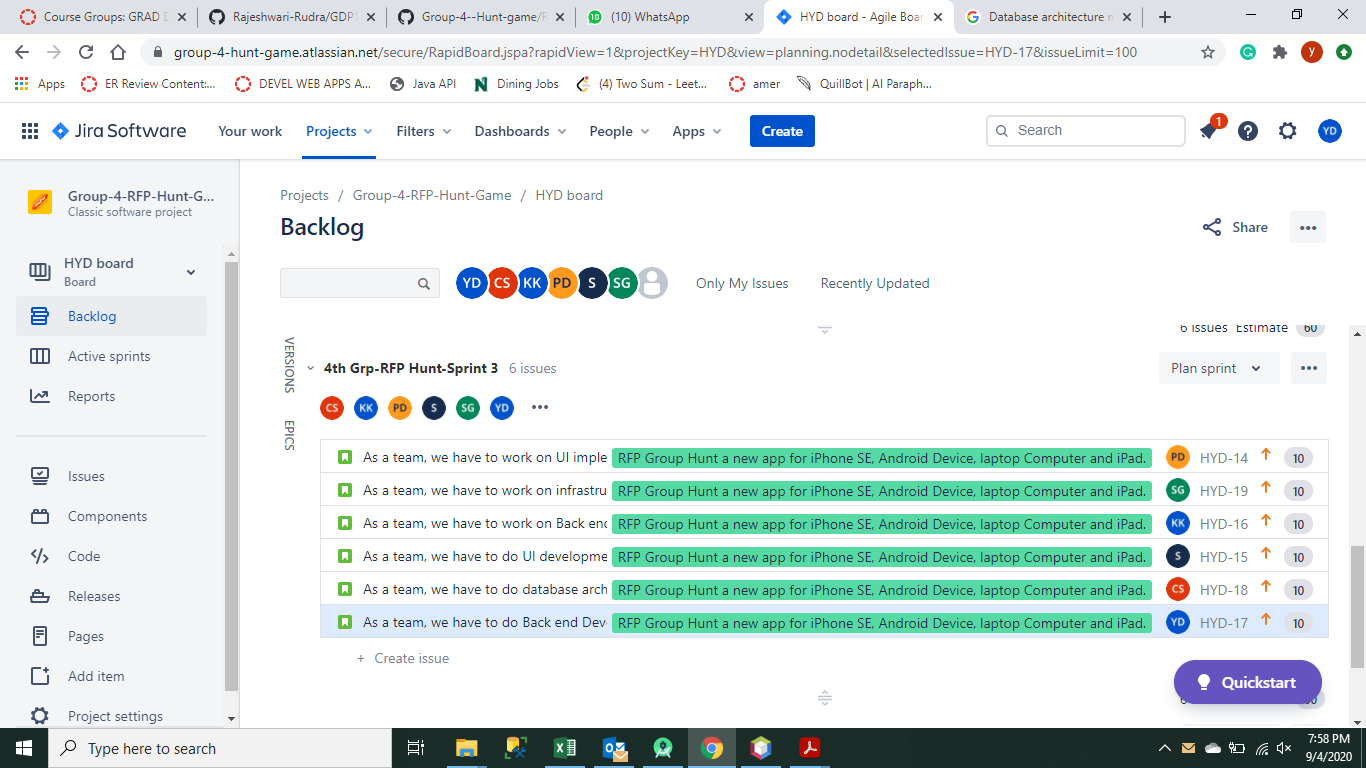 Course Groups: GRAD D
Rajeshwari-Rudra/GDP1
Group-4--Hunt-game/F
(10) WhatsApp
HYD board - Agile Boar
Database architecture n
group-4-hunt-game.atlassian.net/secure/RapidBoard.jspa?rapidView=1&projectKey=HYD&view=planning.nodetail&selectedIssue=HYD-17&issueLimit=100
y
Apps
ER Review Content:...
DEVEL WEB APPS A...
Java API
Dining Jobs
(4) Two Sum - Leet...
amer
QuillBot | AI Paraph...
Jira Software
Your work
Projects
Filters
Dashboards
People
Apps
Create
Search
1
YD
Group-4-RFP-Hunt-G...
Classic software project
HYD board
Board
Backlog
Active sprints
Reports
Issues
Components
Code
Releases
Pages
Add item
Project settings
Projects / Group-4-RFP-Hunt-Game / HYD board
Backlog
Share
YD CS KK PD S SG
Only My Issues
Recently Updated
6 issues Estimate 60
VERSIONS
EPICS
4th Grp-RFP Hunt-Sprint 3 6 issues
Plan sprint
CS KK PD S SG YD
As a team, we have to work on UI imple RFP Group Hunt a new app for iPhone SE, Android Device, laptop Computer and iPad. PD HYD-14 10
As a team, we have to work on infrastru RFP Group Hunt a new app for iPhone SE, Android Device, laptop Computer and iPad. SG HYD-19 10
As a team, we have to work on Back enc RFP Group Hunt a new app for iPhone SE, Android Device, laptop Computer and iPad. KK HYD-16 10
As a team, we have to do UI developme RFP Group Hunt a new app for iPhone SE, Android Device, laptop Computer and iPad. S HYD-15 10
As a team, we have to do database arch RFP Group Hunt a new app for iPhone SE, Android Device, laptop Computer and iPad. CS HYD-18 10
As a team, we have to do Back end Dev RFP Group Hunt a new app for iPhone SE, Android Device, laptop Computer and iPad. YD HYD-17 10
+ Create issue
Quickstart
Type here to search
7:58 PM
9/4/2020